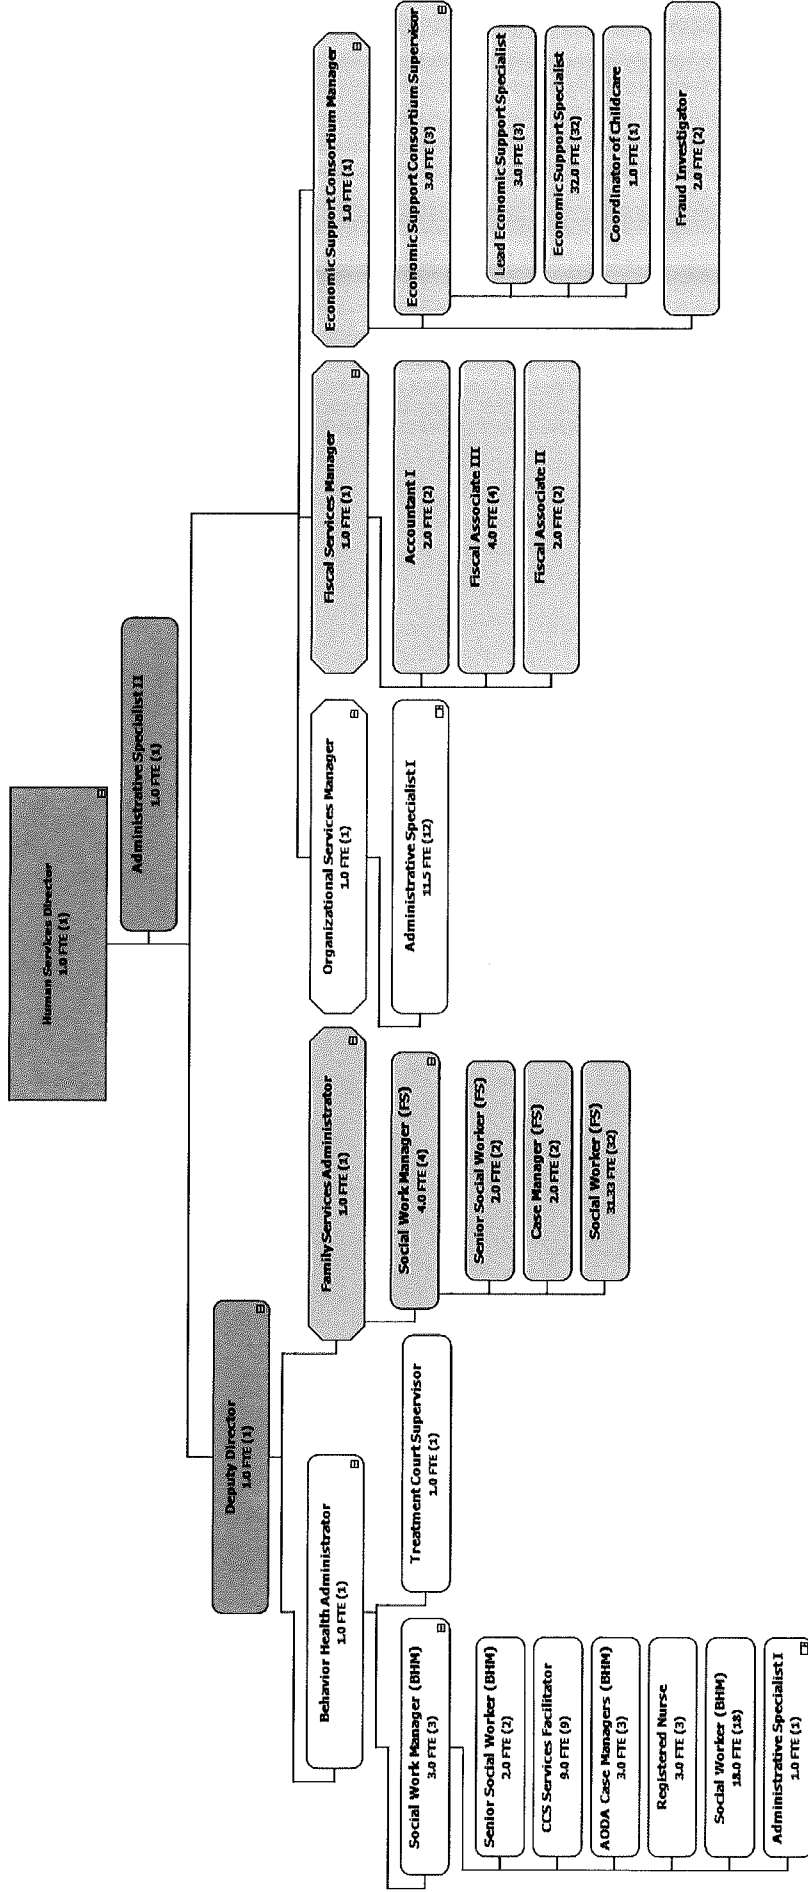 Human Services Director
1.0 FTE (1)
Administrative Specialist II
1.0 FTE (1)
Deputy Director
1.0 FTE (1)
Behavior Health Administrator
1.0 FTE (1)
Social Work Manager (BHM)
3.0 FTE (3)
Senior Social Worker (BHM)
2.0 FTE (2)
CCS Services Facilitator
9.0 FTE (9)
AODA Case Managers (BHM)
3.0 FTE (3)
Registered Nurse
3.0 FTE (3)
Social Worker (BHM)
18.0 FTE (18)
Administrative Specialist I
1.0 FTE (1)
Treatment Court Supervisor
1.0 FTE (1)
Family Services Administrator
1.0 FTE (1)
Social Work Manager (FS)
4.0 FTE (4)
Senior Social Worker (FS)
2.0 FTE (2)
Case Manager (FS)
2.0 FTE (2)
Social Worker (FS)
31.33 FTE (32)
Organizational Services Manager
1.0 FTE (1)
Administrative Specialist I
11.5 FTE (12)
Fiscal Services Manager
1.0 FTE (1)
Accountant I
2.0 FTE (2)
Fiscal Associate III
4.0 FTE (4)
Fiscal Associate II
2.0 FTE (2)
Economic Support Consortium Manager
1.0 FTE (1)
Economic Support Consortium Supervisor
3.0 FTE (3)
Lead Economic Support Specialist
3.0 FTE (3)
Economic Support Specialist
32.0 FTE (32)
Coordinator of Childcare
1.0 FTE (1)
Fraud Investigator
2.0 FTE (2)